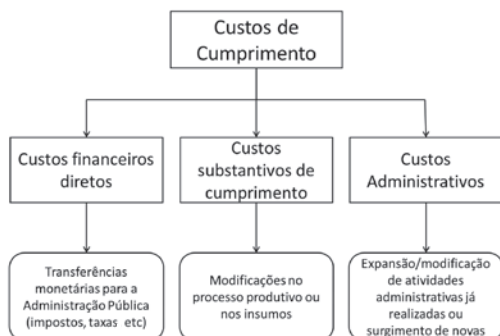 Custos de
Cumprimento
Custos financeiros
diretos
Custos
substantivos de
cumprimento
Custos
Administrativos
Transferências
monetárias para a
Administração Pública
(impostos, taxas etc)
Modificações no
processo produtivo ou
nos insumos
Expansão/modificação
de atividades
administrativas já
realizadas ou
surgimento de novas